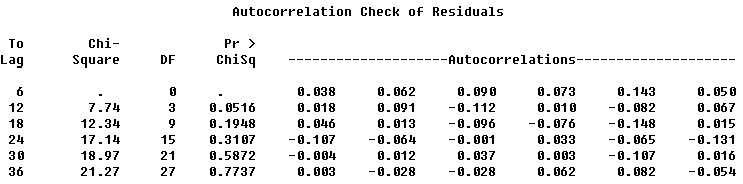 Autocorrelation Check of Residuals
To Chi- Pr >
Lag Square DF ChiSq --------------------Autocorrelations--------------------
6 . 0 . 0.038 0.062 0.090 0.073 0.143 0.050
12 7.74 3 0.0516 0.018 0.091 -0.112 0.010 -0.082 0.067
18 12.34 9 0.1948 0.046 0.013 -0.096 -0.076 -0.148 0.015
24 17.14 15 0.3107 -0.107 -0.064 -0.001 0.033 -0.065 -0.131
30 18.97 21 0.5872 -0.004 0.012 0.037 0.003 -0.107 0.016
36 21.27 27 0.7737 0.003 -0.028 -0.028 0.062 0.082 -0.054